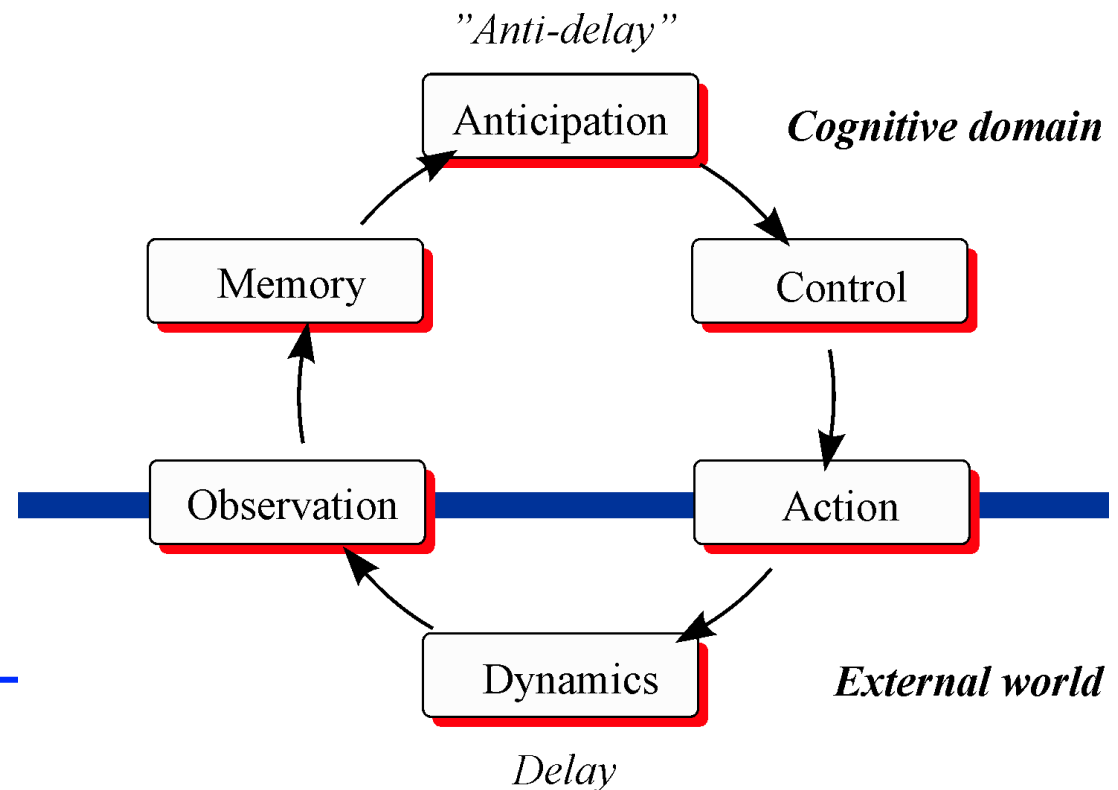 ”Anti-delay”
Anticipation
Cognitive domain
Memory
Control
Observation
Action
Dynamics
External world
Delay